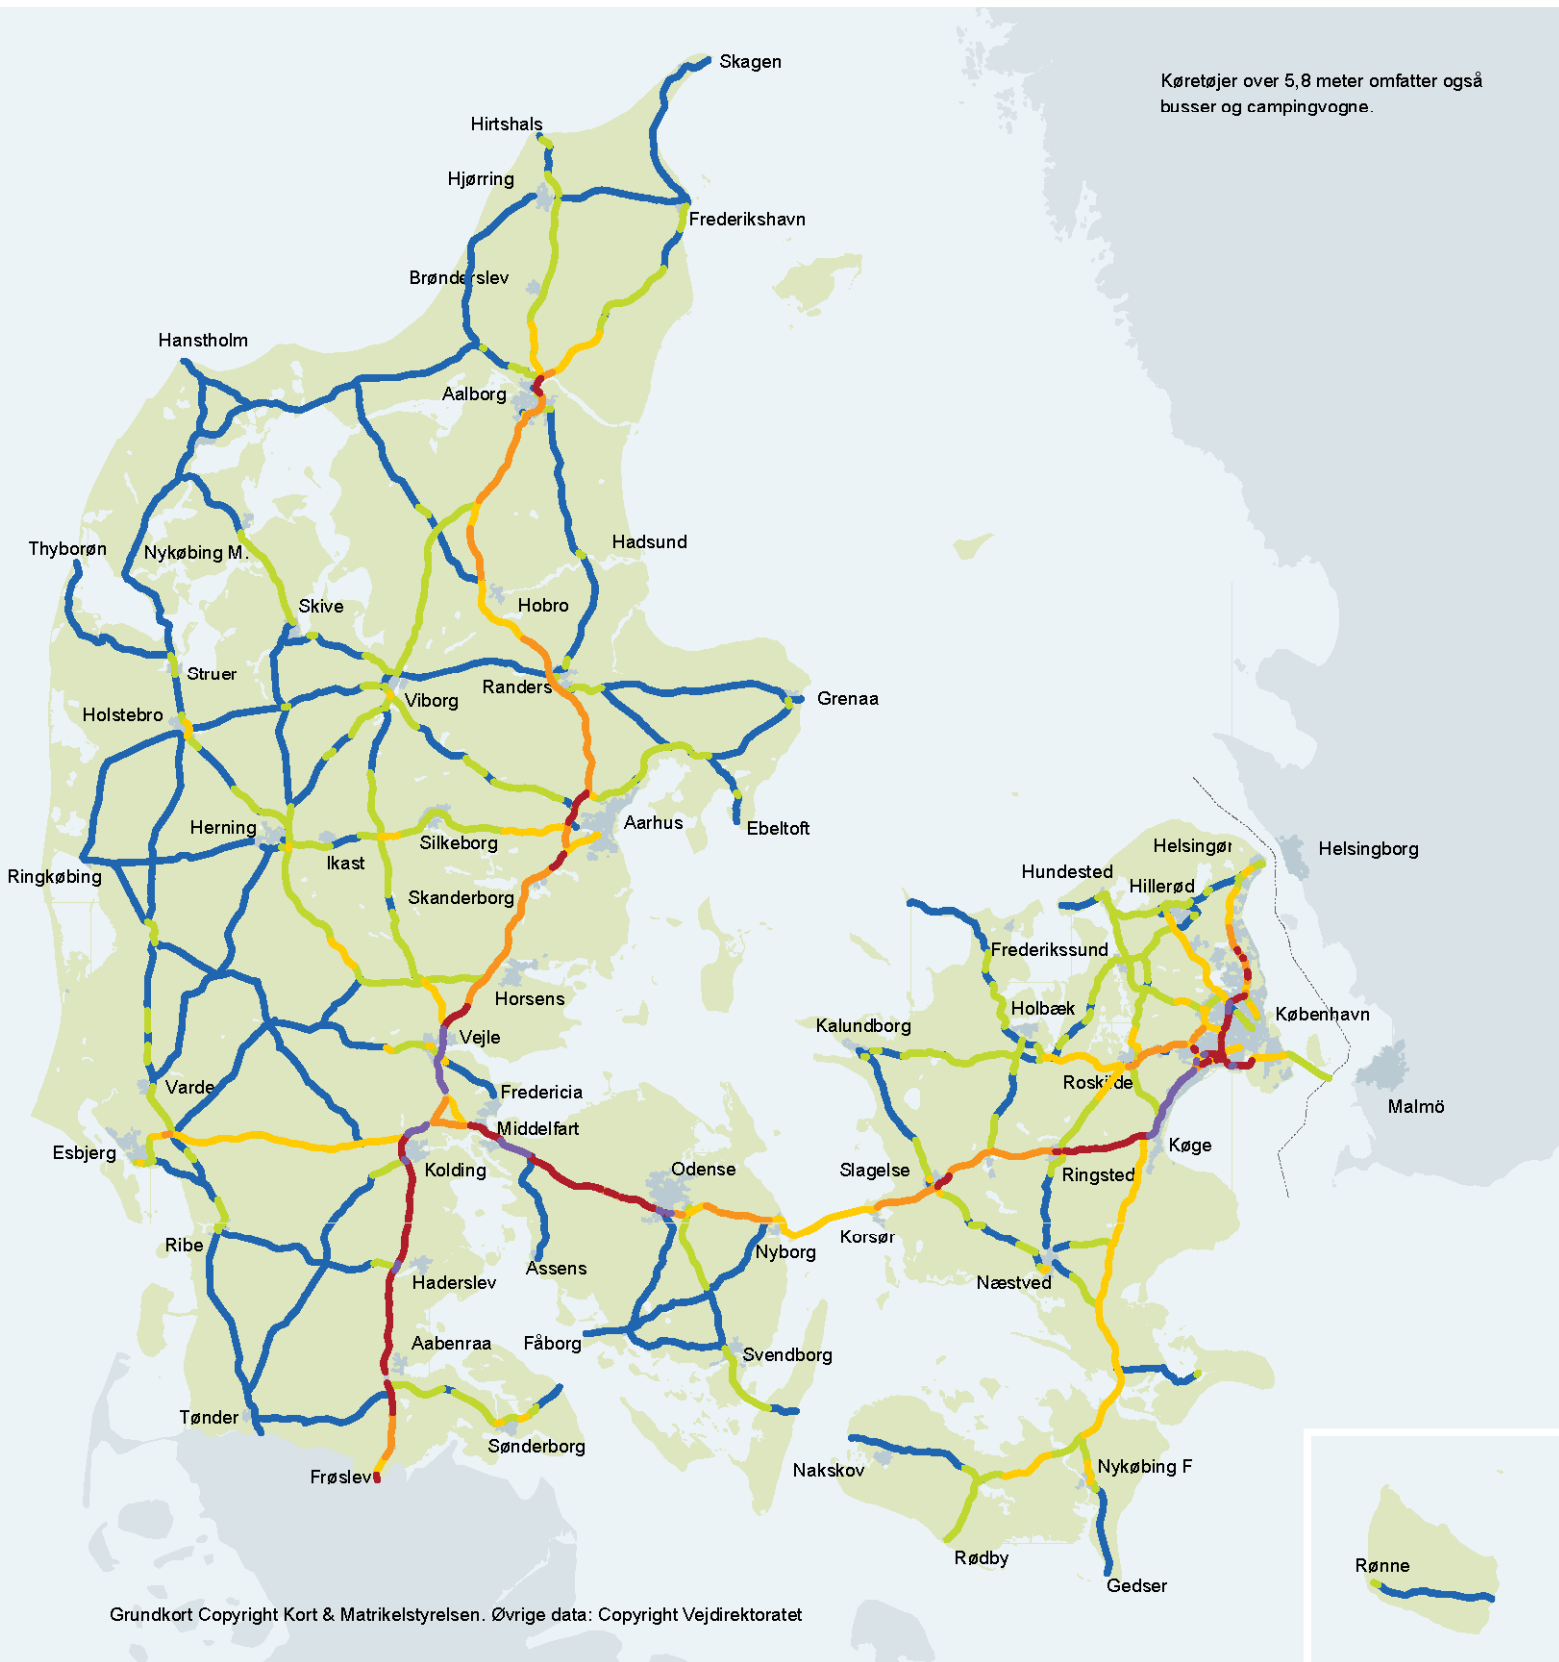 Skagen
Køretøjer over 5,8 meter omfatter også
busser og campingvogne.
Hirtshals
Hjørring
Frederikshavn
Brønderslev
Hanstholm
Aalborg
Thyborøn
Nykøbing M.
Hadsund
Skive
Hobro
Struer
Randers
Viborg
Grenaa
Holstebro
Herning
Aarhus
Ebeltoft
Silkeborg
Ikast
Helsingør
Helsingborg
Ringkøbing
Skanderborg
Hundested
Hillerød
Frederikssund
Horsens
Holbæk
København
Kalundborg
Vejle
Varde
Fredericia
Roskilde
Malmö
Middelfart
Esbjerg
Kolding
Odense
Slagelse
Ringsted
Køge
Ribe
Nyborg
Korsør
Haderslev
Assens
Næstved
Aabenraa
Fåborg
Svendborg
Tønder
Sønderborg
Frøslev
Nakskov
Nykøbing F
Rødby
Rønne
Gedser
Grundkort Copyright Kort & Matrikelstyrelsen. Øvrige data: Copyright Vejdirektoratet